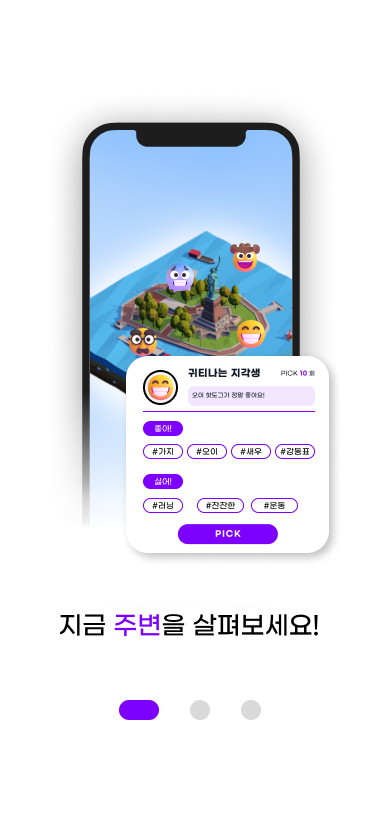 귀티나는 지각생
PICK 10 회
오이 핫도그가 정말 좋아요!
좋아!
#가지 #오이 #새우 #강동표
싫어!
#러닝 #잔잔한 #운동
PICK
지금 주변을 살펴보세요!